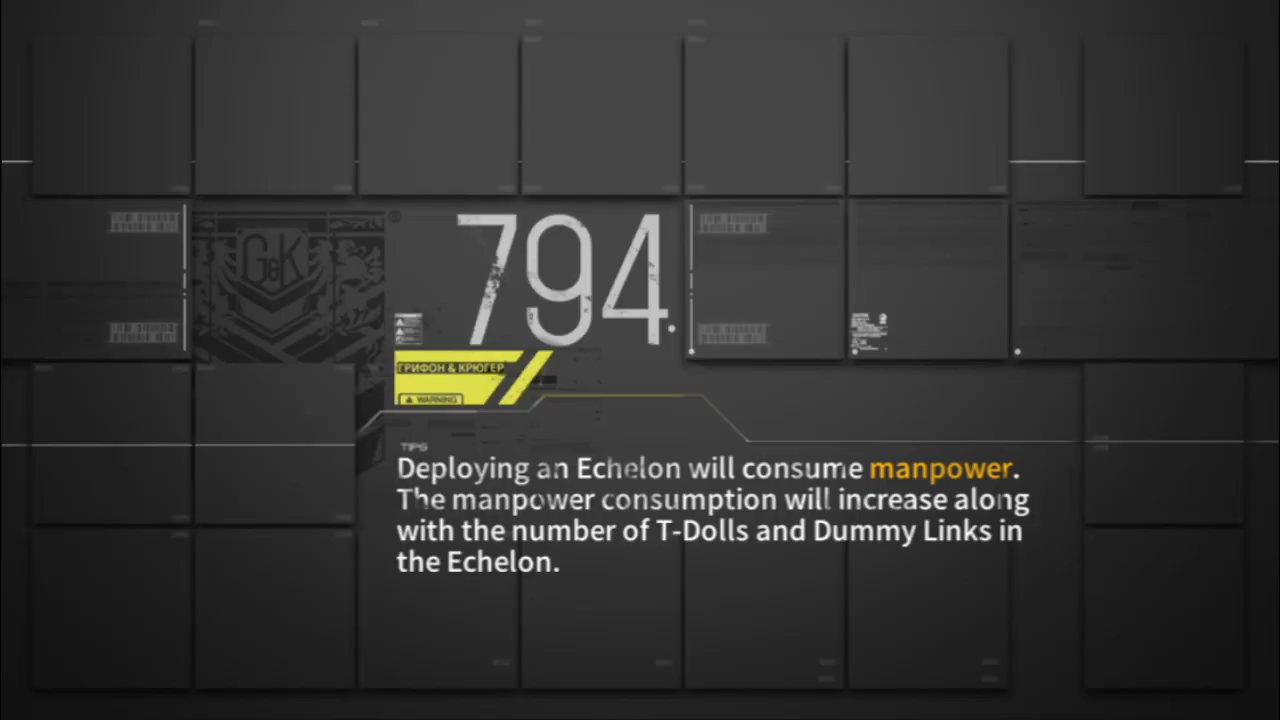 G&K
794.
ГРИФОН & КРЮГЕР
WARNING
TIPS
Deploying an Echelon will consume manpower.
The manpower consumption will increase along
with the number of T-Dolls and Dummy Links in
the Echelon.